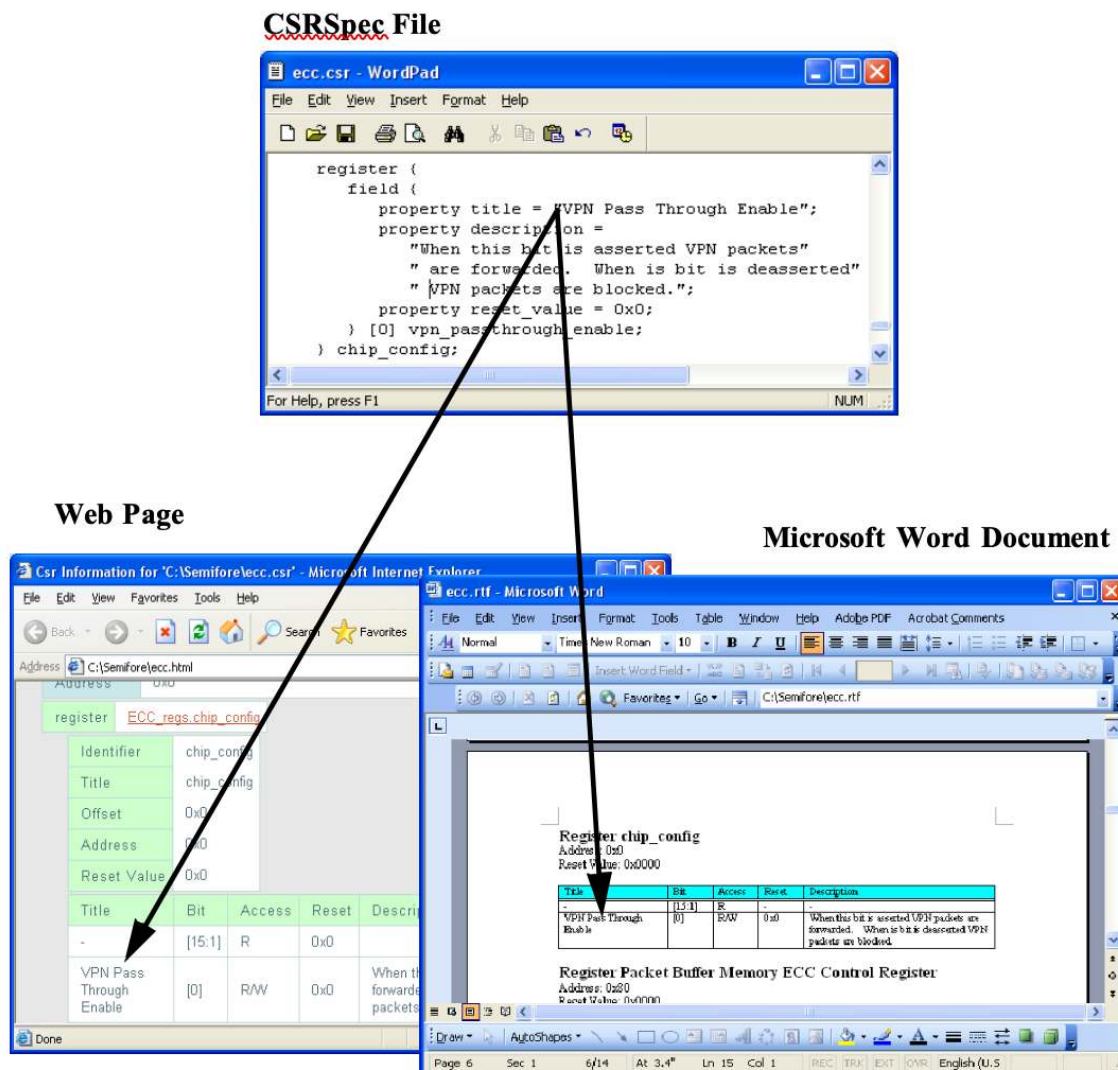 CSRSpec File
ecc.csr - WordPad
File Edit View Insert Format Help
register {
field {
property title = "VPN Pass Through Enable";
property description =
"When this bit is asserted VPN packets"
" are forwarded.  When is bit is deasserted"
" VPN packets are blocked.";
property reset_value = 0x0;
} [0] vpn_passthrough_enable;
} chip_config;
For Help, press F1 NUM
Web Page
Csr Information for 'C:\Semifore\ecc.csr' - Microsoft Internet Explorer
File Edit View Favorites Tools Help
Back Search Favorites
Address C:\Semifore\ecc.html
Address 0x0
register ECC_regs.chip_config
Identifier chip_config
Title chip_config
Offset 0x0
Address 0x0
Reset Value 0x0
Title Bit Access Reset Descrip
- [15:1] R 0x0
VPN Pass
Through
Enable
[0] R/W 0x0
When th
forwarde
packets
Done
Microsoft Word Document
ecc.rtf - Microsoft Word
File Edit View Insert Format Tools Table Window Help Adobe PDF Acrobat Comments
Normal Times New Roman 10 B I U
Insert Word Field
Favorites Go C:\Semifore\ecc.rtf
L
Register chip_config
Address: 0x0
Reset Value: 0x0000
Title Bit Access Reset Description
- [15:1] R - -
VPN Pass Through
Enable
[0] R/W 0x0
When this bit is asserted VPN packets are
forwarded. When is bit is deasserted VPN
packets are blocked.
Register Packet Buffer Memory ECC Control Register
Address: 0x80
Reset Value: 0x0000
Draw AutoShapes
Page 6 Sec 1 6/14 At 3.4" Ln 15 Col 1 REC TRK EXT OVR English (U.S